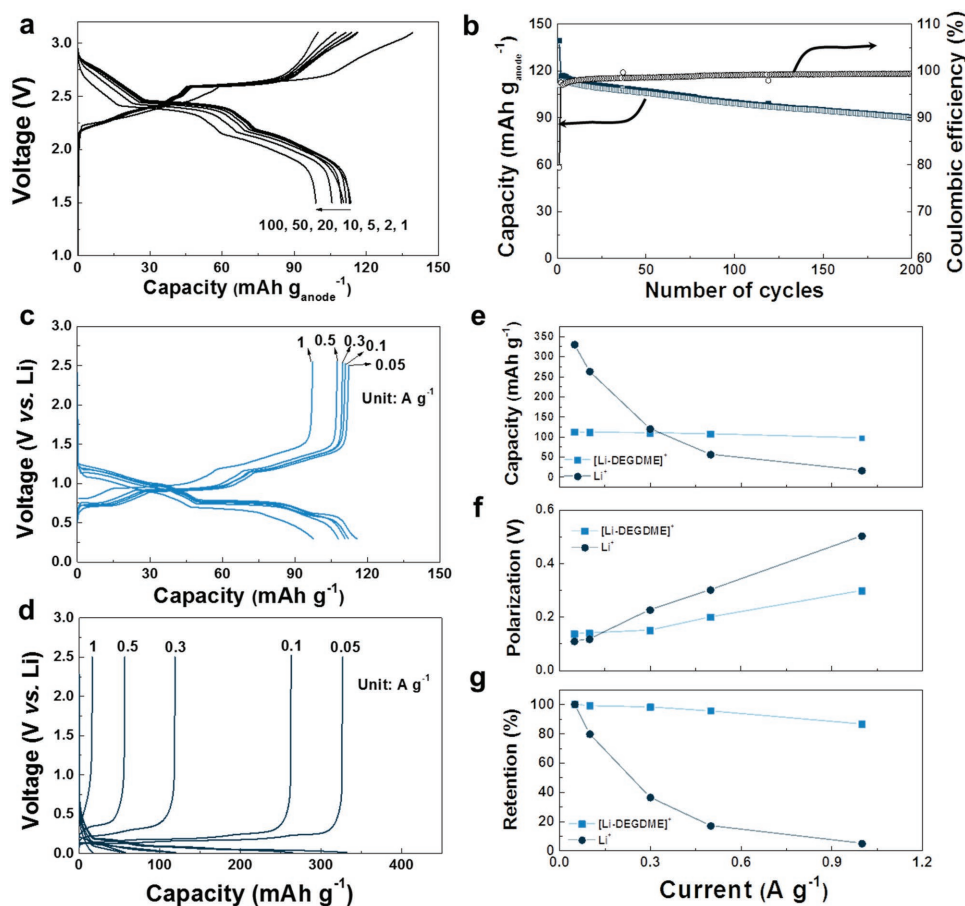 a
Voltage (V)
3.0
2.5
2.0
1.5
1.0
100, 50, 20, 10, 5, 2, 1
0 30 60 90 120 150
Capacity (mAh g_anode^-1)
b
Capacity (mAh g_anode^-1)
150
120
90
60
30
0
110
100
90
80
70
60
Coulombic efficiency (%)
0 50 100 150 200
Number of cycles
c
Voltage (V vs. Li)
3.0
2.5
2.0
1.5
1.0
0.5
0.0
1 0.5 0.3 0.1 0.05
Unit: A g^-1
0 30 60 90 120 150
Capacity (mAh g^-1)
d
Voltage (V vs. Li)
3.0
2.5
2.0
1.5
1.0
0.5
0.0
1 0.5 0.3 0.1 0.05
Unit: A g^-1
0 100 200 300 400
Capacity (mAh g^-1)
e
Capacity (mAh g^-1)
350
300
250
200
150
100
50
0
[Li-DEGDME]^+
Li^+
f
Polarization (V)
0.6
0.4
0.2
0.0
[Li-DEGDME]^+
Li^+
g
Retention (%)
100
80
60
40
20
0
[Li-DEGDME]^+
Li^+
0.0 0.3 0.6 0.9 1.2
Current (A g^-1)